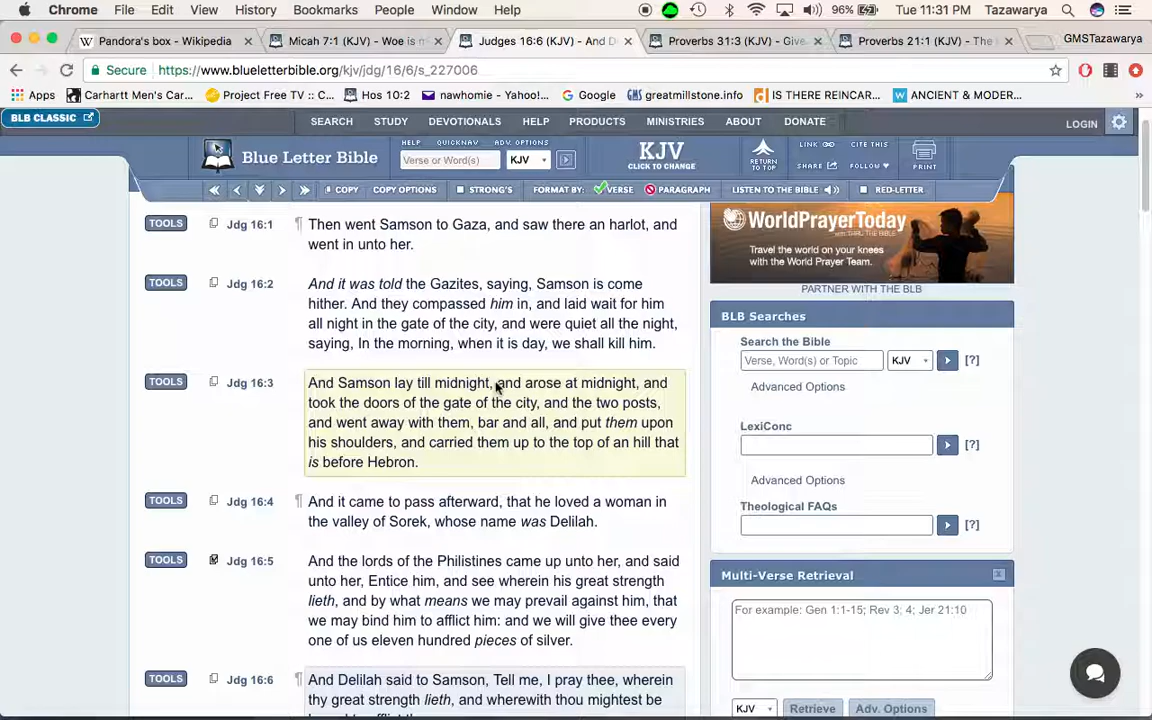 Chrome File Edit View History Bookmarks People Window Help 96% Tue 11:31 PM Tazawarya
Pandora's box - Wikipedia × Micah 7:1 (KJV) - Woe is m × Judges 16:6 (KJV) - And D × Proverbs 31:3 (KJV) - Give × Proverbs 21:1 (KJV) - The × GMSTazawarya
Secure https://www.blueletterbible.org/kjv/jdg/16/6/s_227006
Apps Carhartt Men's Car... Project Free TV :: C... Hos 10:2 nawhomie - Yahoo!... Google greatmillstone.info IS THERE REINCAR... ANCIENT & MODER... »
BLB CLASSIC SEARCH STUDY DEVOTIONALS HELP PRODUCTS MINISTRIES ABOUT DONATE LOGIN
HELP QUICKNAV ADV. OPTIONS
Blue Letter Bible Verse or Word(s) KJV KJV CLICK TO CHANGE RETURN TO TOP LINK CITE THIS SHARE FOLLOW PRINT
COPY COPY OPTIONS STRONG'S FORMAT BY: VERSE PARAGRAPH LISTEN TO THE BIBLE RED-LETTER
TOOLS Jdg 16:1 ¶ Then went Samson to Gaza, and saw there an harlot, and
went in unto her.
TOOLS Jdg 16:2 And it was told the Gazites, saying, Samson is come
hither. And they compassed him in, and laid wait for him
all night in the gate of the city, and were quiet all the night,
saying, In the morning, when it is day, we shall kill him.
TOOLS Jdg 16:3 And Samson lay till midnight, and arose at midnight, and
took the doors of the gate of the city, and the two posts,
and went away with them, bar and all, and put them upon
his shoulders, and carried them up to the top of an hill that
is before Hebron.
TOOLS Jdg 16:4 ¶ And it came to pass afterward, that he loved a woman in
the valley of Sorek, whose name was Delilah.
TOOLS Jdg 16:5 And the lords of the Philistines came up unto her, and said
unto her, Entice him, and see wherein his great strength
lieth, and by what means we may prevail against him, that
we may bind him to afflict him: and we will give thee every
one of us eleven hundred pieces of silver.
TOOLS Jdg 16:6 ¶ And Delilah said to Samson, Tell me, I pray thee, wherein
thy great strength lieth, and wherewith thou mightest be
WorldPrayerToday
Travel the world on your knees
with the World Prayer Team.
PARTNER WITH THE BLB
BLB Searches
Search the Bible
Verse, Word(s) or Topic KJV [?]
Advanced Options
LexiConc
[?]
Advanced Options
Theological FAQs
[?]
Multi-Verse Retrieval
For example: Gen 1:1-15; Rev 3, 4; Jer 21:10
KJV Retrieve Adv. Options